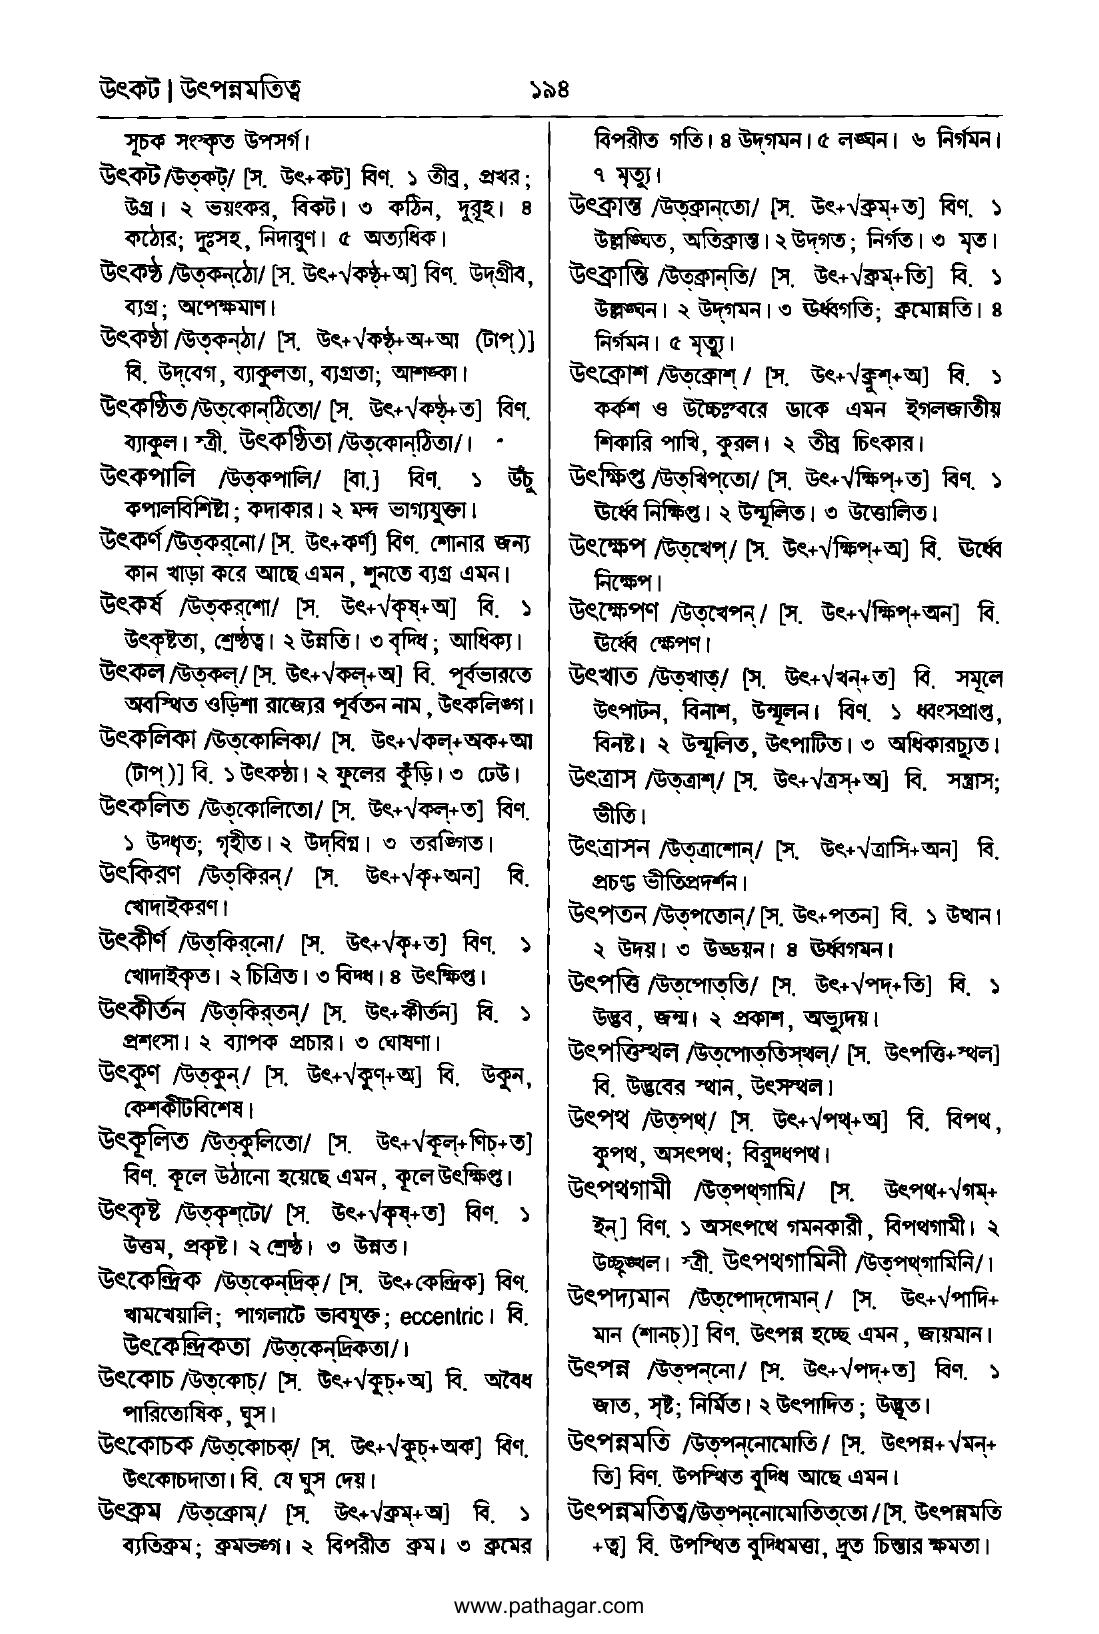 উৎকট | উৎপন্নমতিত্ব
১৯৪
সূচক সংস্কৃত উপসর্গ।
উৎকট /উত্‌কট্‌/ [স. উৎ+কট] বিণ. ১ তীব্র, প্রখর;
উগ্র। ২ ভয়ংকর, বিকট। ৩ কঠিন, দুরূহ। ৪
কঠোর; দুঃসহ, নিদারুণ। ৫ অত্যধিক।
উৎকণ্ঠ /উত্‌কন্‌ঠো/ [স. উৎ+√কণ্ঠ্‌+অ] বিণ. উদ্‌গ্রীব,
ব্যগ্র; অপেক্ষমাণ।
উৎকণ্ঠা /উত্‌কন্‌ঠা/ [স. উৎ+√কণ্ঠ্‌+অ+আ (টাপ্‌)]
বি. উদ্‌বেগ, ব্যাকুলতা, ব্যগ্রতা; আশঙ্কা।
উৎকণ্ঠিত /উত্‌কোন্‌ঠিতো/ [স. উৎ+√কণ্ঠ্‌+ত] বিণ.
ব্যাকুল। স্ত্রী. উৎকণ্ঠিতা /উত্‌কোন্‌ঠিতা/।
উৎকপালি /উত্‌কপালি/ [বা.] বিণ. ১ উঁচু
কপালবিশিষ্টা; কদাকার। ২ মন্দ ভাগ্যযুক্তা।
উৎকর্ণ /উত্‌কর্‌নো/ [স. উৎ+কর্ণ] বিণ. শোনার জন্য
কান খাড়া করে আছে এমন, শুনতে ব্যগ্র এমন।
উৎকর্ষ /উত্‌কর্‌শো/ [স. উৎ+√কৃষ্‌+অ] বি. ১
উৎকৃষ্টতা, শ্রেষ্ঠত্ব। ২ উন্নতি। ৩ বৃদ্ধি; আধিক্য।
উৎকল /উত্‌কল্‌/ [স. উৎ+√কল্‌+অ] বি. পূর্বভারতে
অবস্থিত ওড়িশা রাজ্যের পূর্বতন নাম, উৎকলিঙ্গ।
উৎকলিকা /উত্‌কোলিকা/ [স. উৎ+√কল্‌+অক+আ
(টাপ্‌)] বি. ১ উৎকণ্ঠা। ২ ফুলের কুঁড়ি। ৩ ঢেউ।
উৎকলিত /উত্‌কোলিতো/ [স. উৎ+√কল্‌+ত] বিণ.
১ উদ্ধৃত; গৃহীত। ২ উদ্‌বিগ্ন। ৩ তরঙ্গিত।
উৎকিরণ /উত্‌কিরন্‌/ [স. উৎ+√কৃ+অন] বি.
খোদাইকরণ।
উৎকীর্ণ /উত্‌কির্‌নো/ [স. উৎ+√কৃ+ত] বিণ. ১
খোদাইকৃত। ২ চিত্রিত। ৩ বিদ্ধ। ৪ উৎক্ষিপ্ত।
উৎকীর্তন /উত্‌কির্‌তন্‌/ [স. উৎ+কীর্তন] বি. ১
প্রশংসা। ২ ব্যাপক প্রচার। ৩ ঘোষণা।
উৎকুণ /উত্‌কুন্‌/ [স. উৎ+√কুণ্‌+অ] বি. উকুন,
কেশকীটবিশেষ।
উৎকূলিত /উত্‌কুলিতো/ [স. উৎ+√কূল্‌+ণিচ্‌+ত]
বিণ. কূলে উঠানো হয়েছে এমন, কূলে উৎক্ষিপ্ত।
উৎকৃষ্ট /উত্‌কৃশ্‌টো/ [স. উৎ+√কৃষ্‌+ত] বিণ. ১
উত্তম, প্রকৃষ্ট। ২ শ্রেষ্ঠ। ৩ উন্নত।
উৎকেন্দ্রিক /উত্‌কেন্‌দ্রিক্‌/ [স. উৎ+কেন্দ্রিক] বিণ.
খামখেয়ালি; পাগলাটে ভাবযুক্ত; eccentric। বি.
উৎকেন্দ্রিকতা /উত্‌কেন্‌দ্রিকতা/।
উৎকোচ /উত্‌কোচ্‌/ [স. উৎ+√কুচ্‌+অ] বি. অবৈধ
পারিতোষিক, ঘুস।
উৎকোচক /উত্‌কোচক্‌/ [স. উৎ+√কুচ্‌+অক] বিণ.
উৎকোচদাতা। বি. যে ঘুস দেয়।
উৎক্রম /উত্‌ক্রোম্‌/ [স. উৎ+√ক্রম্‌+অ] বি. ১
ব্যতিক্রম; ক্রমভঙ্গ। ২ বিপরীত ক্রম। ৩ ক্রমের
বিপরীত গতি। ৪ উদ্‌গমন। ৫ লঙ্ঘন। ৬ নির্গমন।
৭ মৃত্যু।
উৎক্রান্ত /উত্‌ক্রান্‌তো/ [স. উৎ+√ক্রম্‌+ত] বিণ. ১
উল্লঙ্ঘিত, অতিক্রান্ত। ২ উদ্‌গত; নির্গত। ৩ মৃত।
উৎক্রান্তি /উত্‌ক্রান্‌তি/ [স. উৎ+√ক্রম্‌+তি] বি. ১
উল্লঙ্ঘন। ২ উদ্‌গমন। ৩ ঊর্ধ্বগতি; ক্রমোন্নতি। ৪
নির্গমন। ৫ মৃত্যু।
উৎক্রোশ /উত্‌ক্রোশ্‌/ [স. উৎ+√ক্রুশ্‌+অ] বি. ১
কর্কশ ও উচ্চৈঃস্বরে ডাকে এমন ইগলজাতীয়
শিকারি পাখি, কুরল। ২ তীব্র চিৎকার।
উৎক্ষিপ্ত /উত্‌খিপ্‌তো/ [স. উৎ+√ক্ষিপ্‌+ত] বিণ. ১
ঊর্ধ্বে নিক্ষিপ্ত। ২ উন্মূলিত। ৩ উত্তোলিত।
উৎক্ষেপ /উত্‌খেপ্‌/ [স. উৎ+√ক্ষিপ্‌+অ] বি. ঊর্ধ্বে
নিক্ষেপ।
উৎক্ষেপণ /উত্‌খেপন্‌/ [স. উৎ+√ক্ষিপ্‌+অন] বি.
ঊর্ধ্বে ক্ষেপণ।
উৎখাত /উত্‌খাত্‌/ [স. উৎ+√খন্‌+ত] বি. সমূলে
উৎপাটন, বিনাশ, উন্মূলন। বিণ. ১ ধ্বংসপ্রাপ্ত,
বিনষ্ট। ২ উন্মূলিত, উৎপাটিত। ৩ অধিকারচ্যুত।
উৎত্রাস /উত্‌ত্রাশ্‌/ [স. উৎ+√ত্রস্‌+অ] বি. সন্ত্রাস;
ভীতি।
উৎত্রাসন /উত্‌ত্রাশোন্‌/ [স. উৎ+√ত্রাসি+অন] বি.
প্রচণ্ড ভীতিপ্রদর্শন।
উৎপতন /উত্‌পতোন্‌/ [স. উৎ+পতন] বি. ১ উত্থান।
২ উদয়। ৩ উড্ডয়ন। ৪ ঊর্ধ্বগমন।
উৎপত্তি /উত্‌পোত্‌তি/ [স. উৎ+√পদ্‌+তি] বি. ১
উদ্ভব, জন্ম। ২ প্রকাশ, অভ্যুদয়।
উৎপত্তিস্থল /উত্‌পোত্‌তিস্‌থল্‌/ [স. উৎপত্তি+স্থল]
বি. উদ্ভবের স্থান, উৎসস্থল।
উৎপথ /উত্‌পথ্‌/ [স. উৎ+√পথ্‌+অ] বি. বিপথ,
কুপথ, অসৎপথ; বিরুদ্ধপথ।
উৎপথগামী /উত্‌পথ্‌গামি/ [স. উৎপথ+√গম্‌+
ইন্‌] বিণ. ১ অসৎপথে গমনকারী, বিপথগামী। ২
উচ্ছৃঙ্খল। স্ত্রী. উৎপথগামিনী /উত্‌পথ্‌গামিনি/।
উৎপদ্যমান /উত্‌পোদ্‌দোমান্‌/ [স. উৎ+√পাদি+
মান (শানচ্‌)] বিণ. উৎপন্ন হচ্ছে এমন, জায়মান।
উৎপন্ন /উত্‌পন্‌নো/ [স. উৎ+√পদ্‌+ত] বিণ. ১
জাত, সৃষ্ট; নির্মিত। ২ উৎপাদিত; উদ্ভূত।
উৎপন্নমতি /উত্‌পন্‌নোমোতি/ [স. উৎপন্ন+√মন্‌+
তি] বিণ. উপস্থিত বুদ্ধি আছে এমন।
উৎপন্নমতিত্ব /উত্‌পন্‌নোমোতিত্‌তো/ [স. উৎপন্নমতি
+ত্ব] বি. উপস্থিত বুদ্ধিমত্তা, দ্রুত চিন্তার ক্ষমতা।
www.pathagar.com